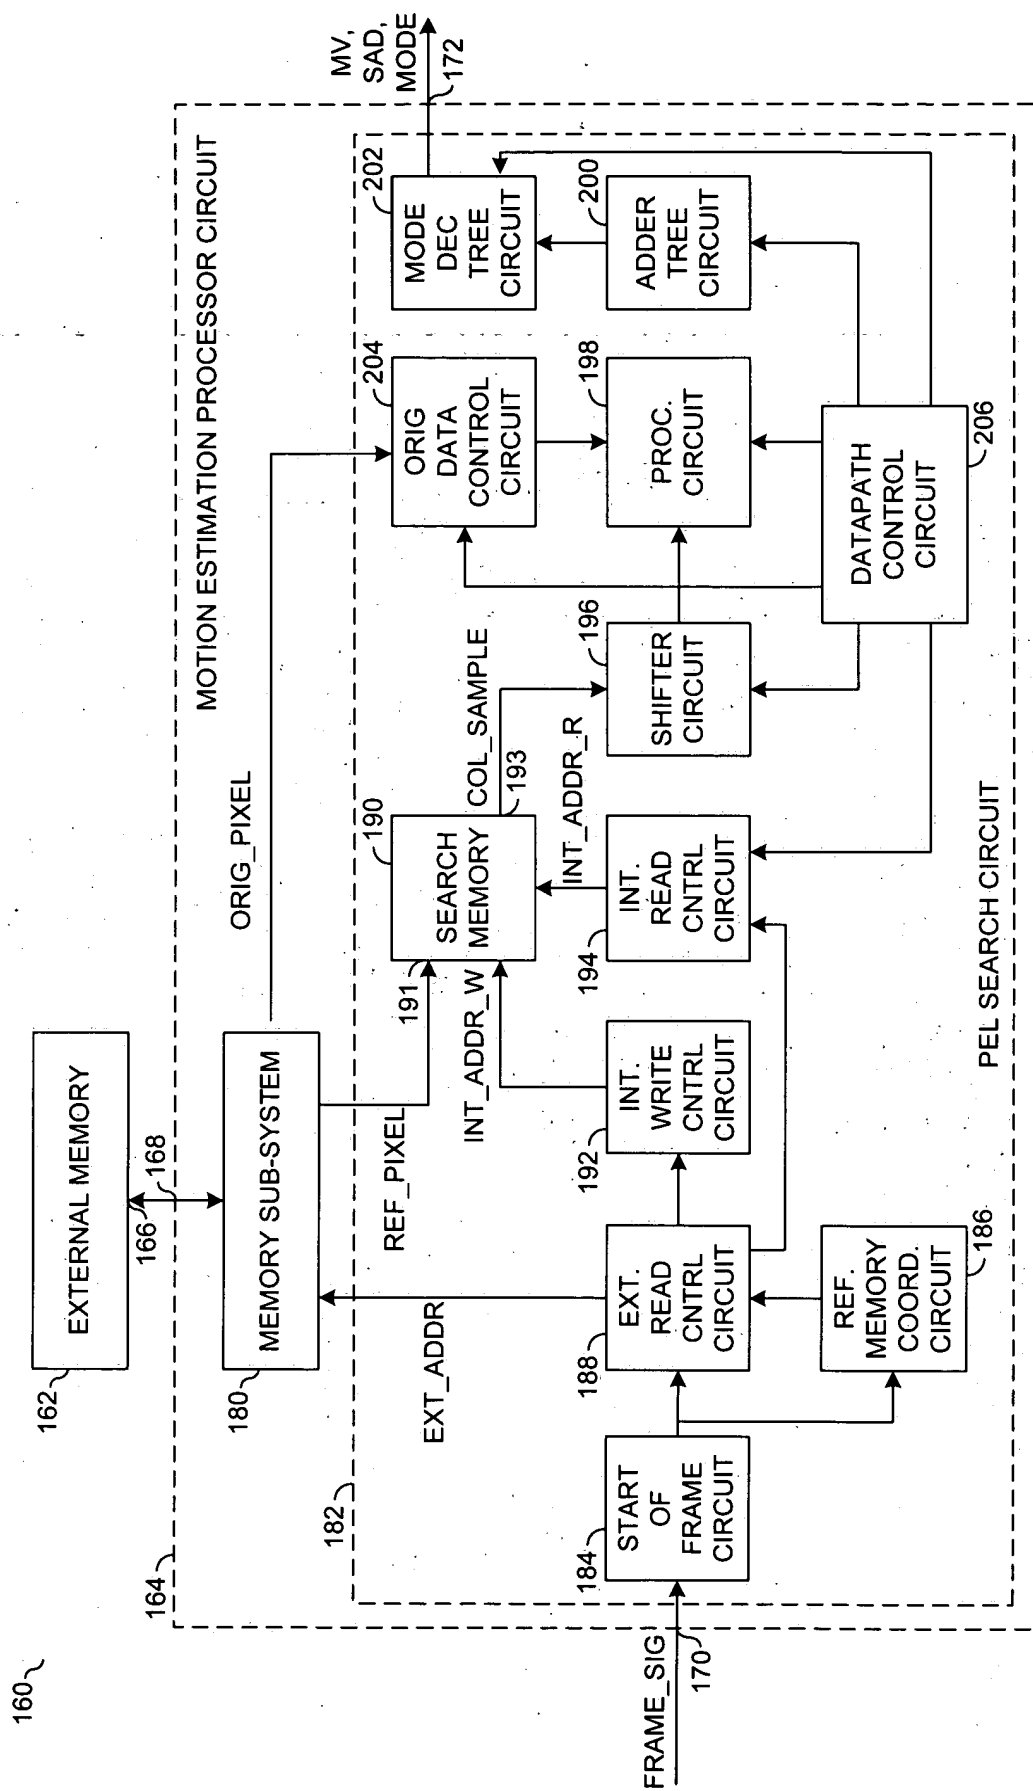 160
162
EXTERNAL MEMORY
166
168
164
MOTION ESTIMATION PROCESSOR CIRCUIT
180
MEMORY SUB-SYSTEM
ORIG_PIXEL
MV,
SAD,
MODE
172
182
EXT_ADDR
REF_PIXEL
191
190
SEARCH
MEMORY
193
COL_SAMPLE
INT_ADDR_W
INT_ADDR_R
204
ORIG
DATA
CONTROL
CIRCUIT
202
MODE
DEC
TREE
CIRCUIT
FRAME_SIG
170
184
START
OF
FRAME
CIRCUIT
188
EXT.
READ
CNTRL
CIRCUIT
192
INT.
WRITE
CNTRL
CIRCUIT
194
INT.
READ
CNTRL
CIRCUIT
196
SHIFTER
CIRCUIT
198
PROC.
CIRCUIT
200
ADDER
TREE
CIRCUIT
REF.
MEMORY
COORD.
CIRCUIT
186
DATAPATH
CONTROL
CIRCUIT
206
PEL SEARCH CIRCUIT